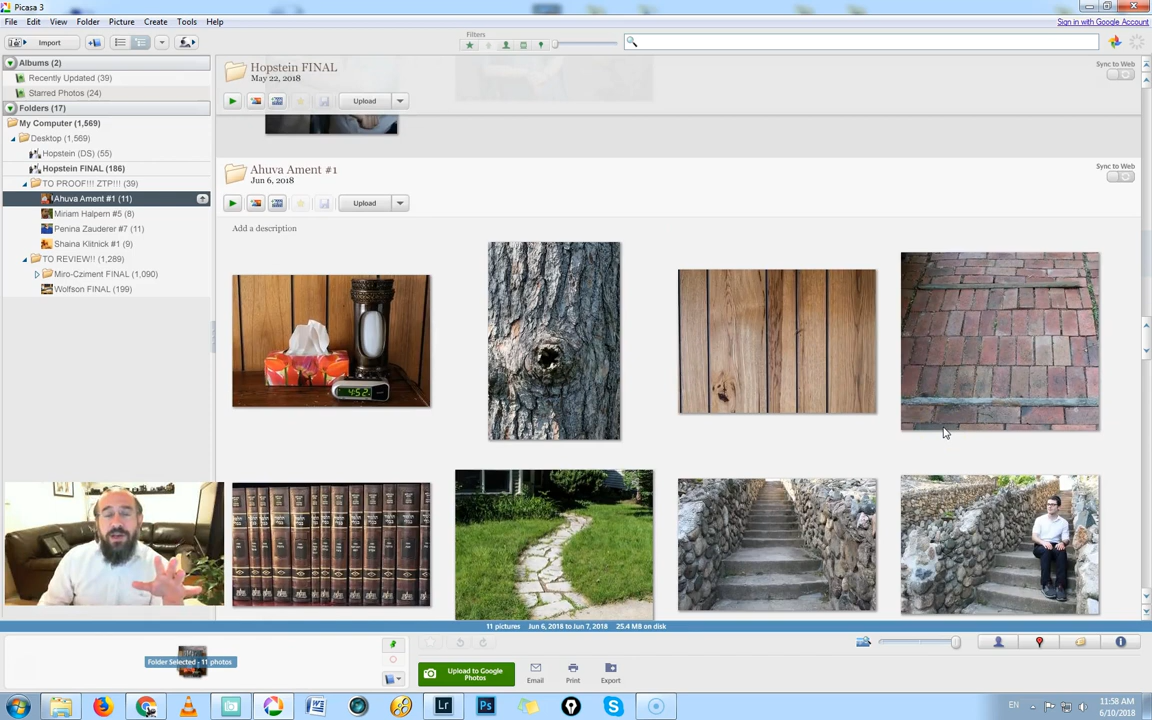 Picasa 3
File Edit View Folder Picture Create Tools Help
Sign in with Google Account
Import
Filters
Albums (2)
Recently Updated (39)
Starred Photos (24)
Folders (17)
My Computer (1,569)
Desktop (1,569)
Hopstein (DS) (55)
Hopstein FINAL (186)
TO PROOF!!! ZTP!!! (39)
Ahuva Ament #1 (11)
Miriam Halpern #5 (8)
Penina Zauderer #7 (11)
Shaina Klitnick #1 (9)
TO REVIEW!! (1,289)
Miro-Cziment FINAL (1,090)
Wolfson FINAL (199)
Hopstein FINAL
May 22, 2018
Sync to Web
Upload
Ahuva Ament #1
Jun 6, 2018
Sync to Web
Upload
Add a description
4:52
11 pictures Jun 6, 2018 to Jun 7, 2018 25.4 MB on disk
Folder Selected - 11 photos
Upload to Google Photos
Email
Print
Export
Lr
Ps
EN
11:58 AM
6/10/2018